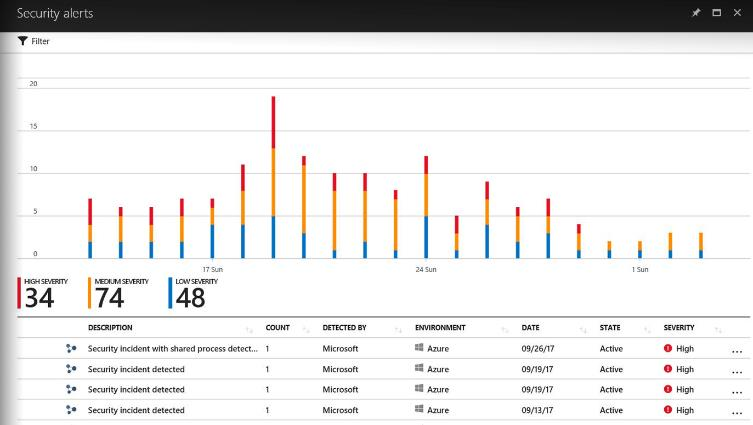 Security alerts
Filter
20
15
10
5
0
17 Sun 24 Sun 1 Sun
HIGH SEVERITY MEDIUM SEVERITY LOW SEVERITY
34 74 48
DESCRIPTION COUNT DETECTED BY ENVIRONMENT DATE STATE SEVERITY
Security incident with shared process detect... 1 Microsoft Azure 09/26/17 Active High ...
Security incident detected 1 Microsoft Azure 09/19/17 Active High ...
Security incident detected 1 Microsoft Azure 09/19/17 Active High ...
Security incident detected 1 Microsoft Azure 09/13/17 Active High ...